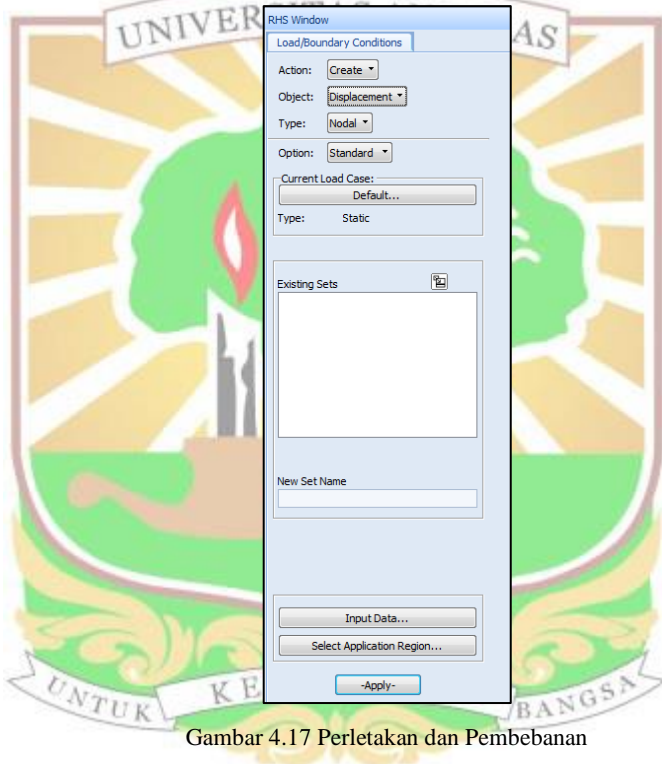 UNIVER
AS
RHS Window
Load/Boundary Conditions
Action: Create
Object: Displacement
Type: Nodal
Option: Standard
Current Load Case:
Default...
Type: Static
Existing Sets
New Set Name
Input Data...
Select Application Region...
-Apply-
UNTUK KE
BANGSA
Gambar 4.17 Perletakan dan Pembebanan